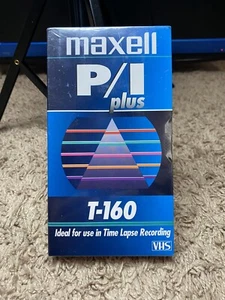 maxell
P/I
plus
T-160
Ideal for use in Time Lapse Recording
VHS